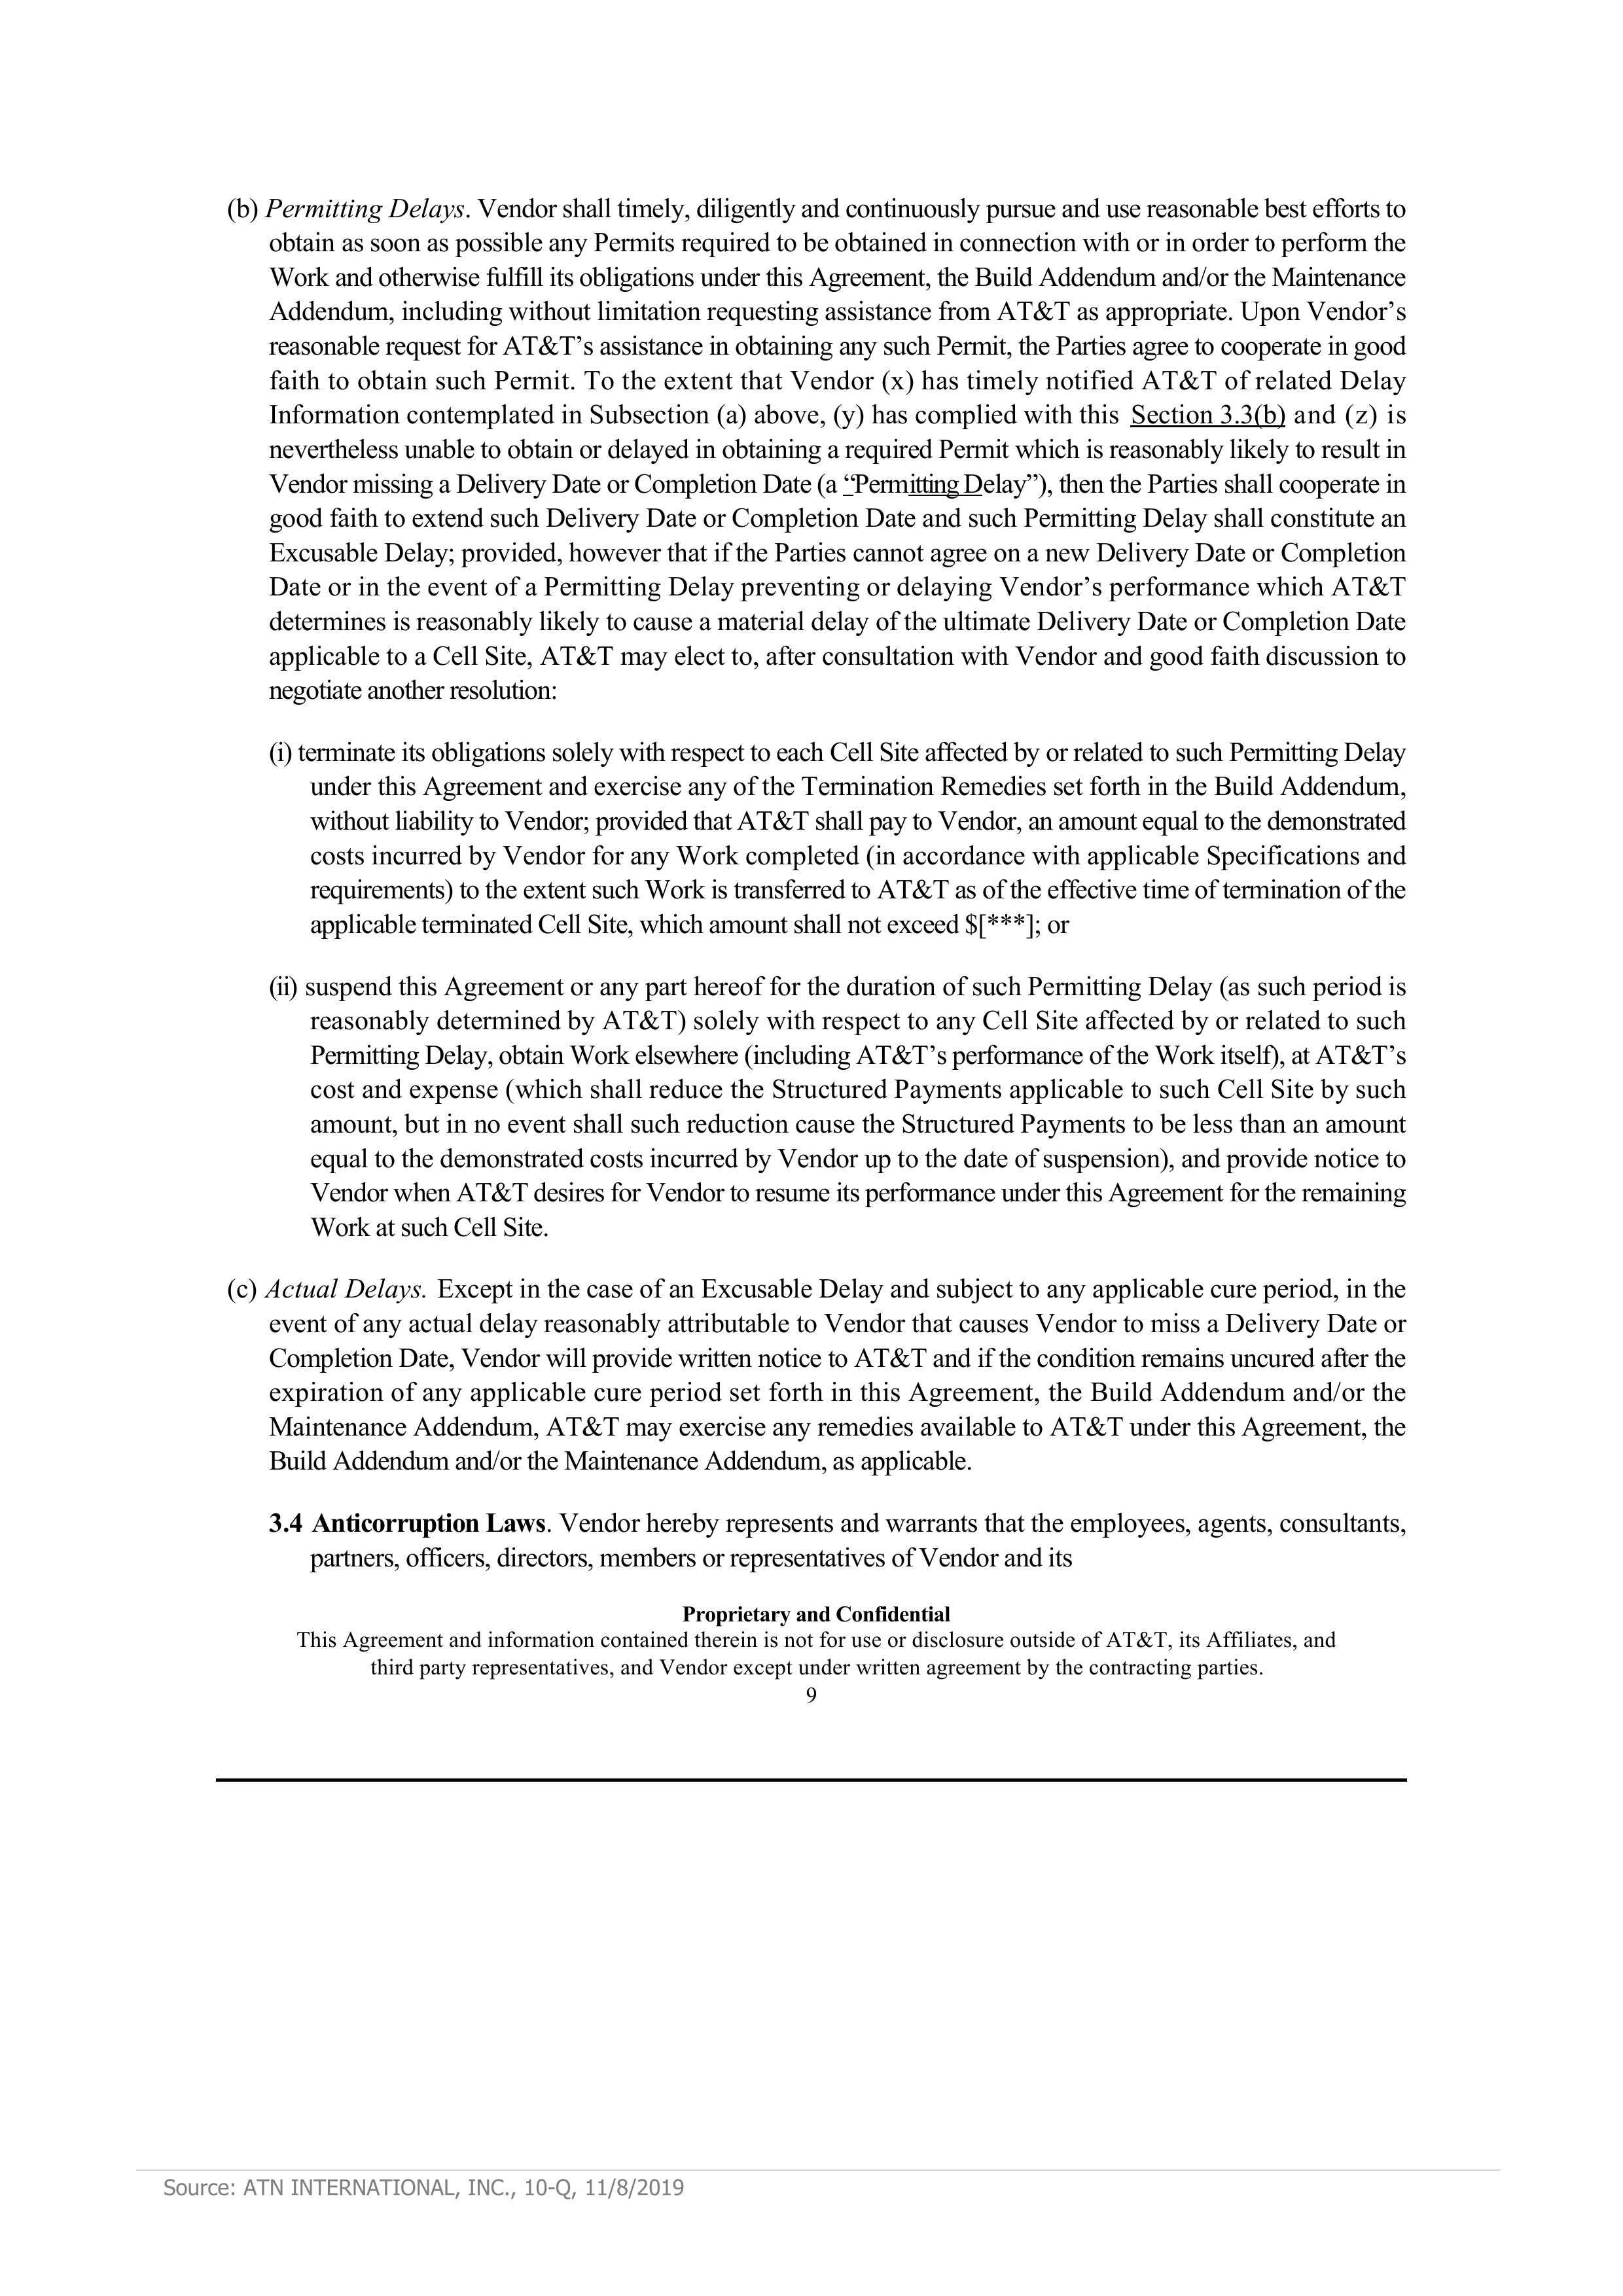 (b) Permitting Delays. Vendor shall timely, diligently and continuously pursue and use reasonable best efforts to
obtain as soon as possible any Permits required to be obtained in connection with or in order to perform the
Work and otherwise fulfill its obligations under this Agreement, the Build Addendum and/or the Maintenance
Addendum, including without limitation requesting assistance from AT&T as appropriate. Upon Vendor’s
reasonable request for AT&T’s assistance in obtaining any such Permit, the Parties agree to cooperate in good
faith to obtain such Permit. To the extent that Vendor (x) has timely notified AT&T of related Delay
Information contemplated in Subsection (a) above, (y) has complied with this Section 3.3(b) and (z) is
nevertheless unable to obtain or delayed in obtaining a required Permit which is reasonably likely to result in
Vendor missing a Delivery Date or Completion Date (a “Permitting Delay”), then the Parties shall cooperate in
good faith to extend such Delivery Date or Completion Date and such Permitting Delay shall constitute an
Excusable Delay; provided, however that if the Parties cannot agree on a new Delivery Date or Completion
Date or in the event of a Permitting Delay preventing or delaying Vendor’s performance which AT&T
determines is reasonably likely to cause a material delay of the ultimate Delivery Date or Completion Date
applicable to a Cell Site, AT&T may elect to, after consultation with Vendor and good faith discussion to
negotiate another resolution:
(i) terminate its obligations solely with respect to each Cell Site affected by or related to such Permitting Delay
under this Agreement and exercise any of the Termination Remedies set forth in the Build Addendum,
without liability to Vendor; provided that AT&T shall pay to Vendor, an amount equal to the demonstrated
costs incurred by Vendor for any Work completed (in accordance with applicable Specifications and
requirements) to the extent such Work is transferred to AT&T as of the effective time of termination of the
applicable terminated Cell Site, which amount shall not exceed $[***]; or
(ii) suspend this Agreement or any part hereof for the duration of such Permitting Delay (as such period is
reasonably determined by AT&T) solely with respect to any Cell Site affected by or related to such
Permitting Delay, obtain Work elsewhere (including AT&T’s performance of the Work itself), at AT&T’s
cost and expense (which shall reduce the Structured Payments applicable to such Cell Site by such
amount, but in no event shall such reduction cause the Structured Payments to be less than an amount
equal to the demonstrated costs incurred by Vendor up to the date of suspension), and provide notice to
Vendor when AT&T desires for Vendor to resume its performance under this Agreement for the remaining
Work at such Cell Site.
(c) Actual Delays. Except in the case of an Excusable Delay and subject to any applicable cure period, in the
event of any actual delay reasonably attributable to Vendor that causes Vendor to miss a Delivery Date or
Completion Date, Vendor will provide written notice to AT&T and if the condition remains uncured after the
expiration of any applicable cure period set forth in this Agreement, the Build Addendum and/or the
Maintenance Addendum, AT&T may exercise any remedies available to AT&T under this Agreement, the
Build Addendum and/or the Maintenance Addendum, as applicable.
3.4 Anticorruption Laws. Vendor hereby represents and warrants that the employees, agents, consultants,
partners, officers, directors, members or representatives of Vendor and its
Proprietary and Confidential
This Agreement and information contained therein is not for use or disclosure outside of AT&T, its Affiliates, and
third party representatives, and Vendor except under written agreement by the contracting parties.
9
Source: ATN INTERNATIONAL, INC., 10-Q, 11/8/2019